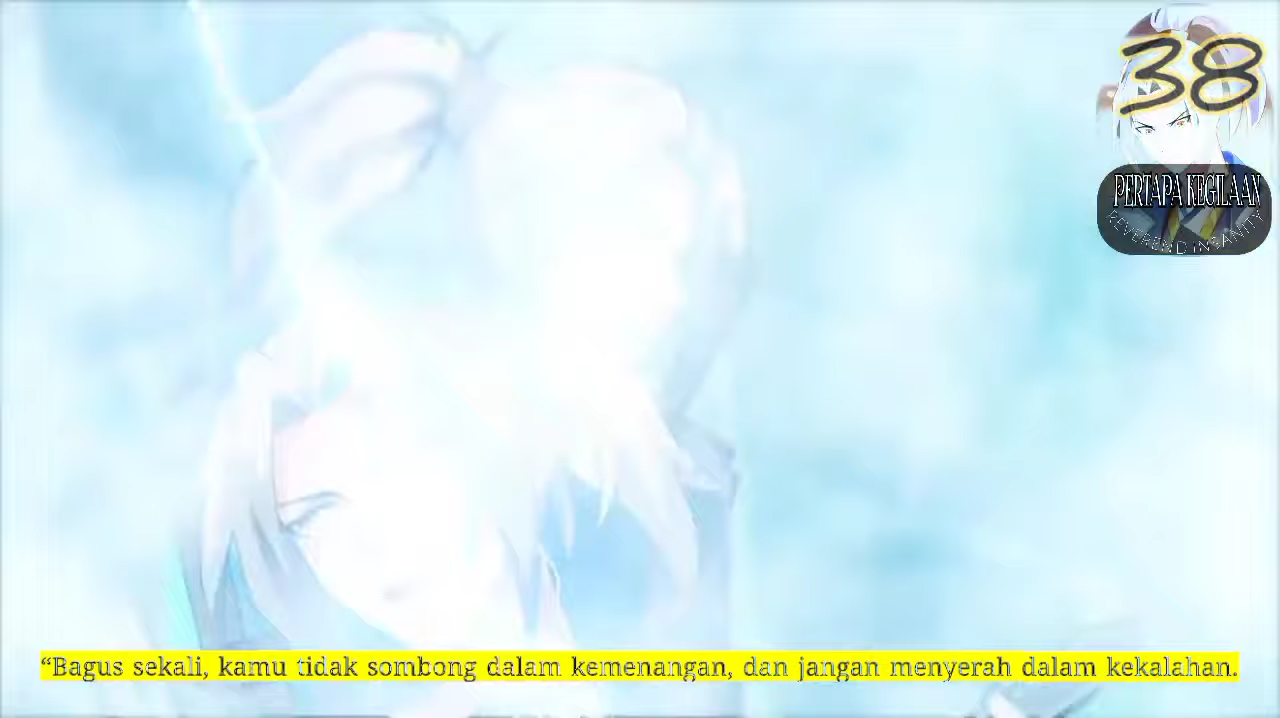 38
PERTAPA KEGILAAN
REVEREND INSANITY
“Bagus sekali, kamu tidak sombong dalam kemenangan, dan jangan menyerah dalam kekalahan.